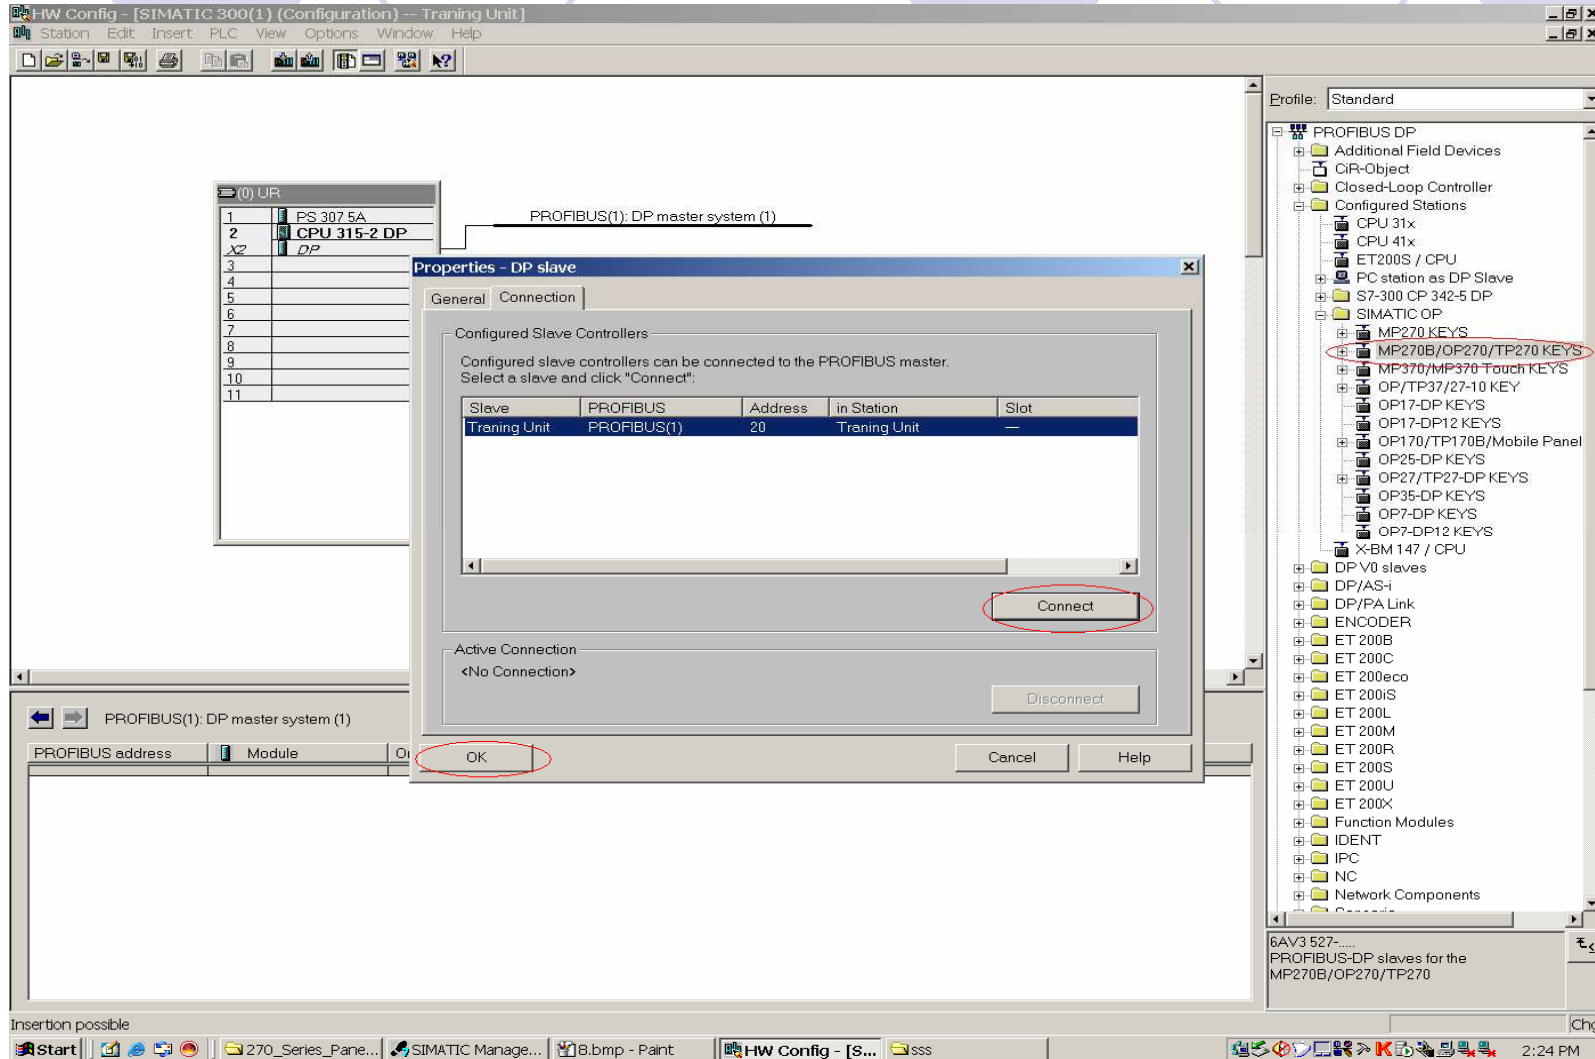 HW Config - [SIMATIC 300(1) (Configuration) -- Traning Unit]
Station Edit Insert PLC View Options Window Help
Profile: Standard
(0) UR
1 PS 307 5A
2 CPU 315-2 DP
X2 DP
3
4
5
6
7
8
9
10
11
PROFIBUS(1): DP master system (1)
Properties - DP slave
General Connection
Configured Slave Controllers
Configured slave controllers can be connected to the PROFIBUS master.
Select a slave and click "Connect":
Slave PROFIBUS Address in Station Slot
Traning Unit PROFIBUS(1) 20 Traning Unit —
Connect
Active Connection
<No Connection>
Disconnect
OK Cancel Help
PROFIBUS(1): DP master system (1)
PROFIBUS address Module
PROFIBUS DP
Additional Field Devices
CiR-Object
Closed-Loop Controller
Configured Stations
CPU 31x
CPU 41x
ET200S / CPU
PC station as DP Slave
S7-300 CP 342-5 DP
SIMATIC OP
MP270 KEYS
MP270B/OP270/TP270 KEYS
MP370/MP370 Touch KEYS
OP/TP37/27-10 KEY
OP17-DP KEYS
OP17-DP12 KEYS
OP170/TP170B/Mobile Panel
OP25-DP KEYS
OP27/TP27-DP KEYS
OP35-DP KEYS
OP7-DP KEYS
OP7-DP12 KEYS
X-BM 147 / CPU
DP V0 slaves
DP/AS-i
DP/PA Link
ENCODER
ET 200B
ET 200C
ET 200eco
ET 200iS
ET 200L
ET 200M
ET 200R
ET 200S
ET 200U
ET 200X
Function Modules
IDENT
IPC
NC
Network Components
6AV3 527-.....
PROFIBUS-DP slaves for the
MP270B/OP270/TP270
Insertion possible
Chg
Start 270_Series_Pane... SIMATIC Manage... 8.bmp - Paint HW Config - [S... sss 2:24 PM